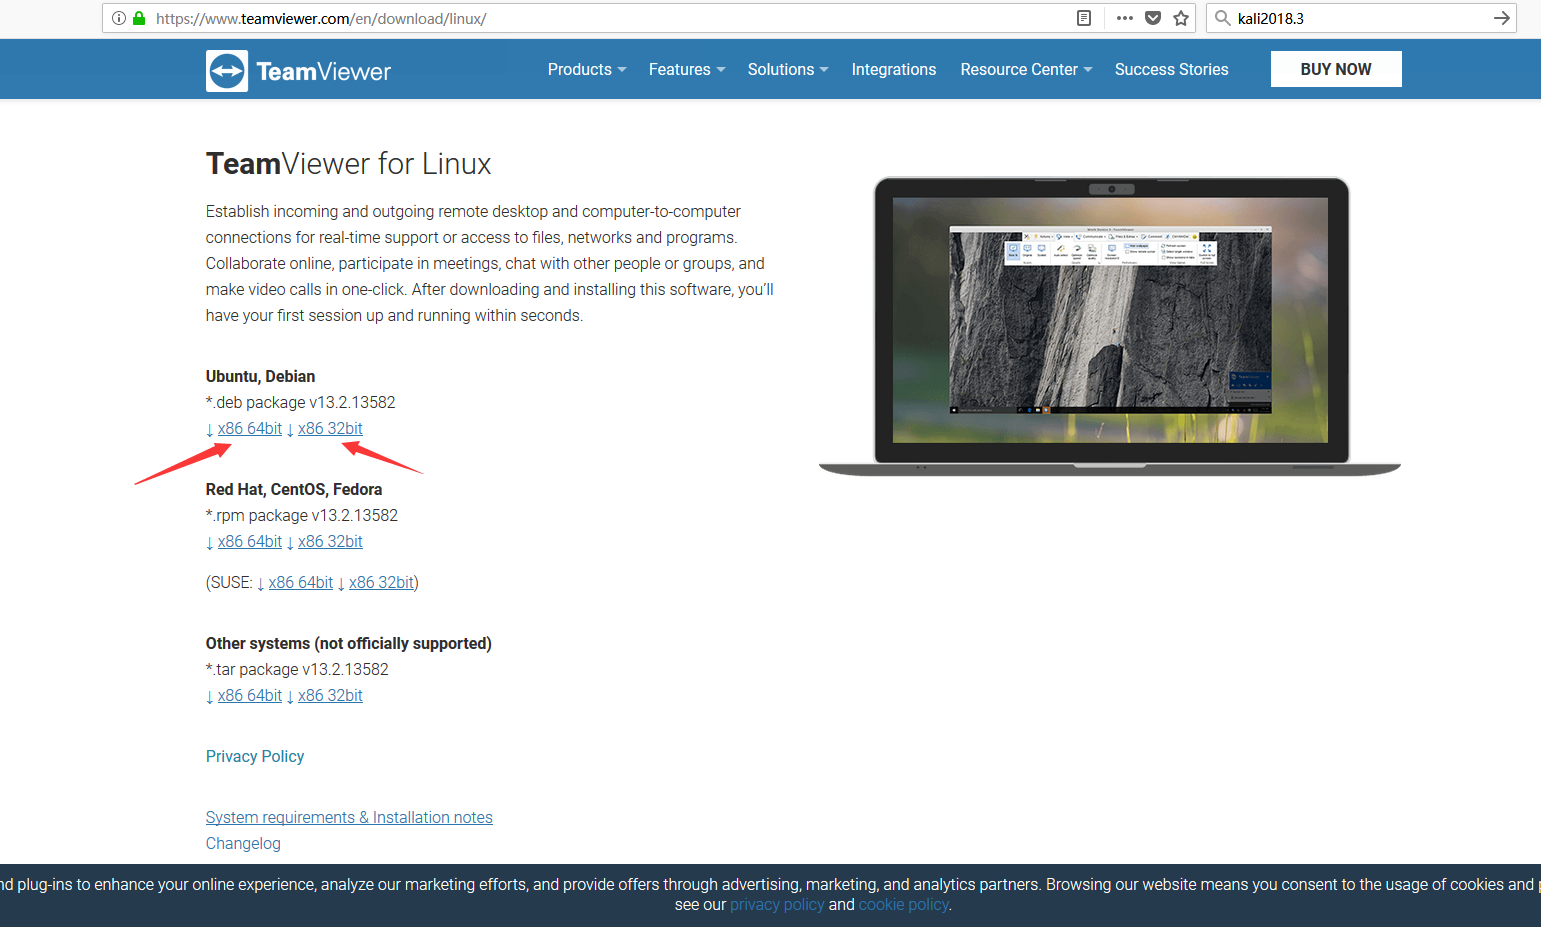 https://www.teamviewer.com/en/download/linux/
kali2018.3
TeamViewer
Products
Features
Solutions
Integrations
Resource Center
Success Stories
BUY NOW
TeamViewer for Linux
Establish incoming and outgoing remote desktop and computer-to-computer
connections for real-time support or access to files, networks and programs.
Collaborate online, participate in meetings, chat with other people or groups, and
make video calls in one-click. After downloading and installing this software, you’ll
have your first session up and running within seconds.
Ubuntu, Debian
*.deb package v13.2.13582
↓ x86 64bit ↓ x86 32bit
Red Hat, CentOS, Fedora
*.rpm package v13.2.13582
↓ x86 64bit ↓ x86 32bit
(SUSE: ↓ x86 64bit ↓ x86 32bit)
Other systems (not officially supported)
*.tar package v13.2.13582
↓ x86 64bit ↓ x86 32bit
Privacy Policy
System requirements & Installation notes
Changelog
nd plug-ins to enhance your online experience, analyze our marketing efforts, and provide offers through advertising, marketing, and analytics partners. Browsing our website means you consent to the usage of cookies and p
see our privacy policy and cookie policy.